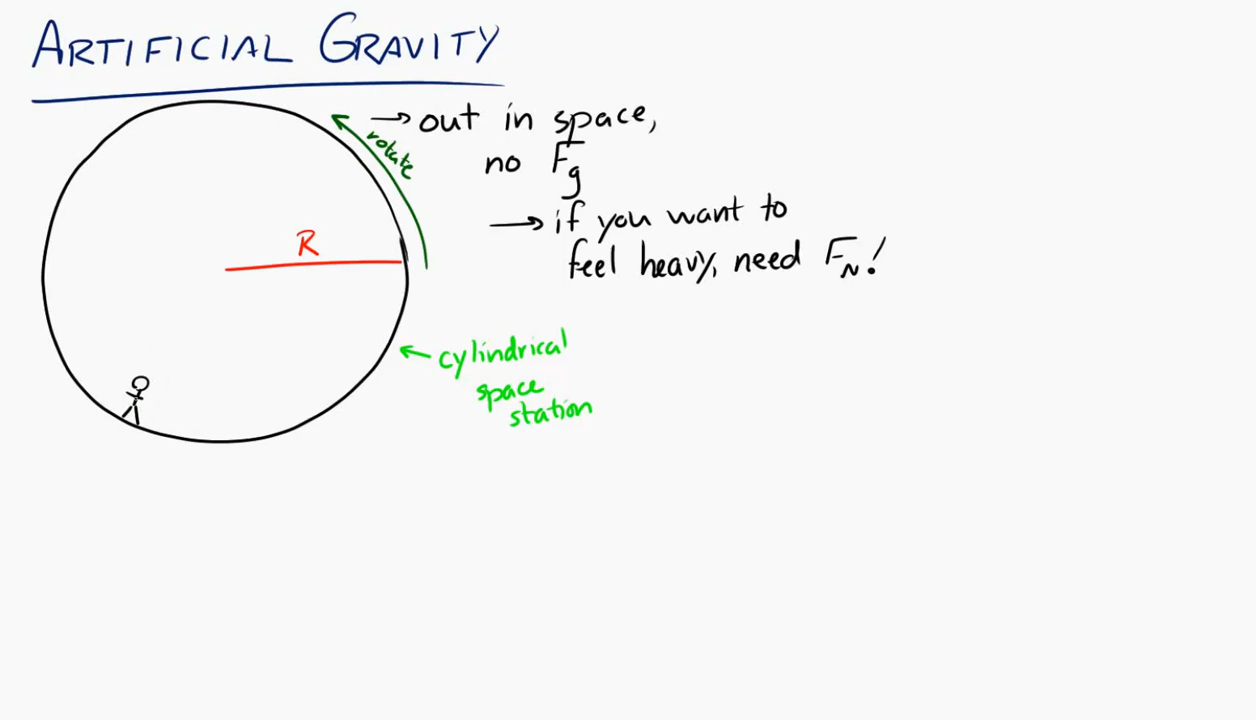 ARTIFICIAL GRAVITY
→ out in space,
no Fg
rotate
→ if you want to
feel heavy, need FN!
R
← cylindrical
space
station